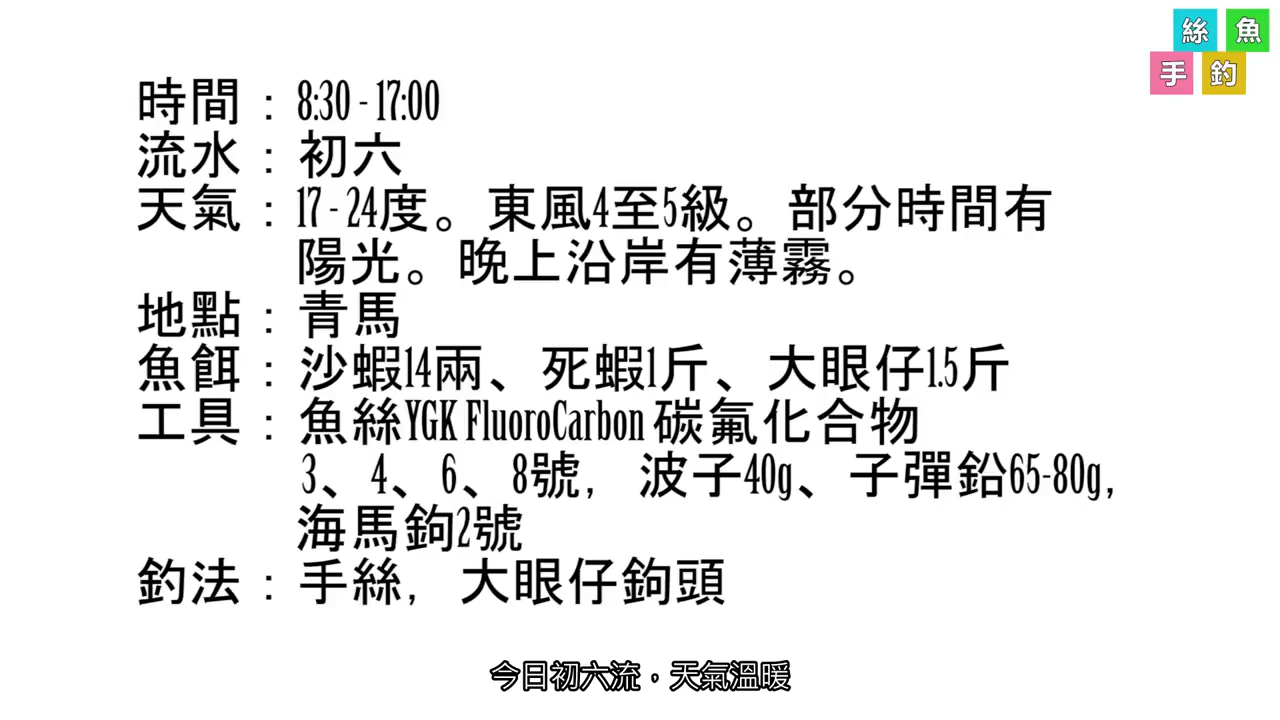 絲魚
手釣
時間：8:30 - 17:00
流水：初六
天氣：17 - 24度。東風4至5級。部分時間有
陽光。晚上沿岸有薄霧。
地點：青馬
魚餌：沙蝦14兩、死蝦1斤、大眼仔1.5斤
工具：魚絲YGK FluoroCarbon 碳氟化合物
3、4、6、8號，波子40g、子彈鉛65-80g，
海馬鉤2號
釣法：手絲，大眼仔鉤頭
今日初六流，天氣溫暖